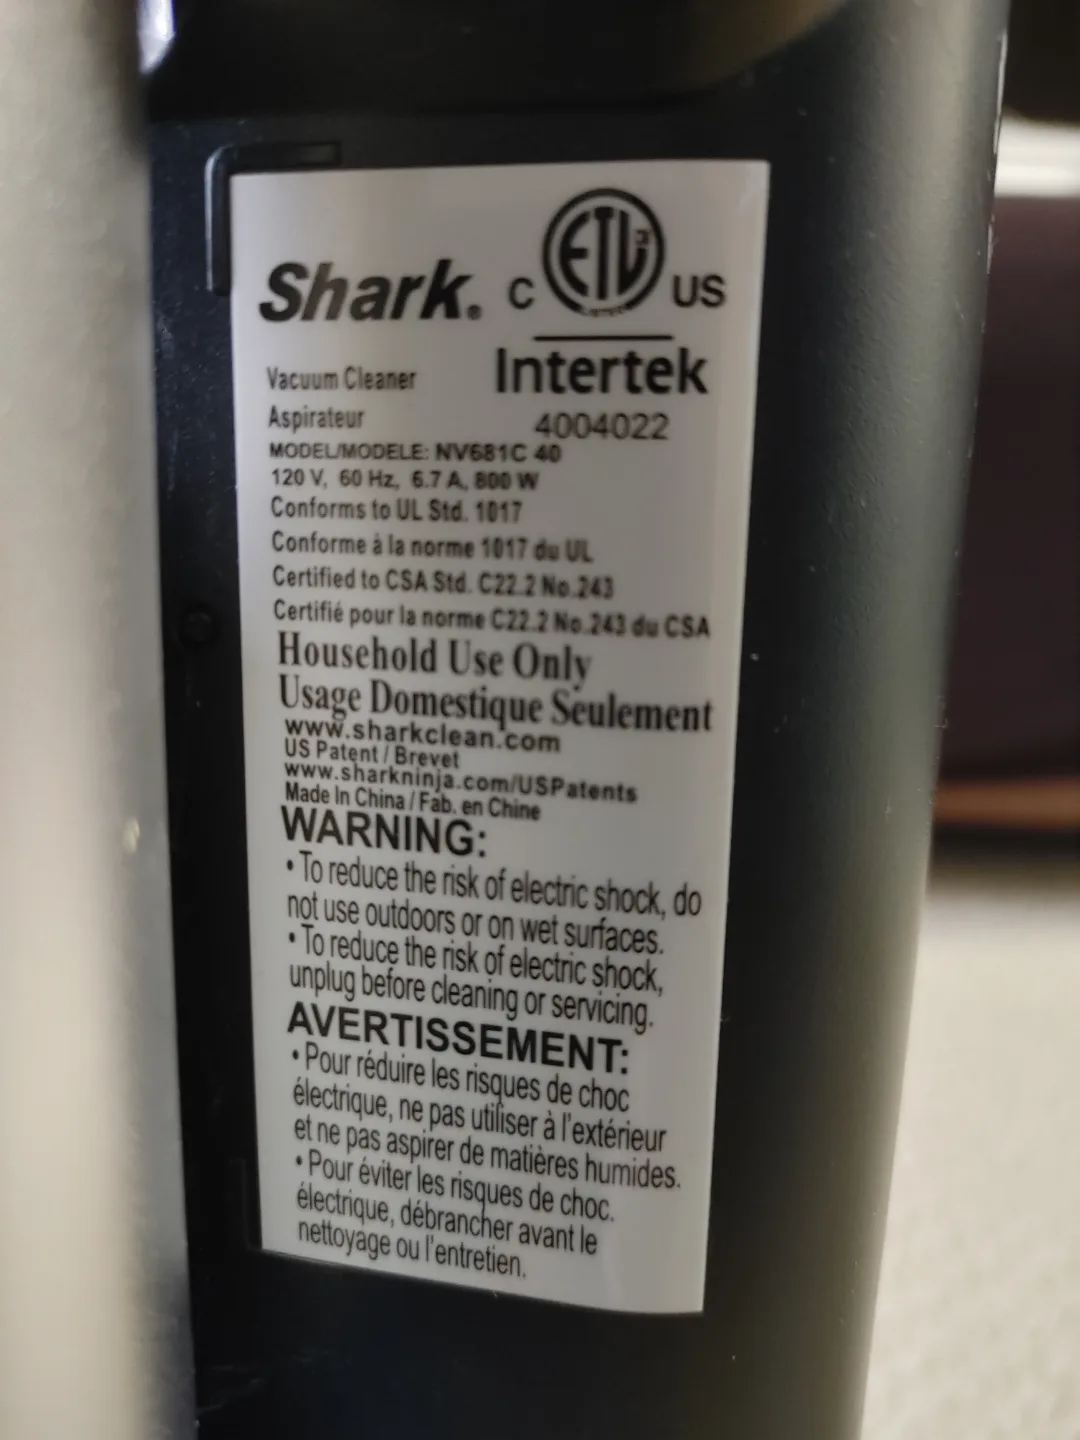 Shark®
C ETL US
LISTED
Intertek
4004022
Vacuum Cleaner
Aspirateur
MODEL/MODELE: NV681C 40
120 V, 60 Hz, 6.7 A, 800 W
Conforms to UL Std. 1017
Conforme à la norme 1017 du UL
Certified to CSA Std. C22.2 No.243
Certifié pour la norme C22.2 No.243 du CSA
Household Use Only
Usage Domestique Seulement
www.sharkclean.com
US Patent / Brevet
www.sharkninja.com/USPatents
Made In China / Fab. en Chine
WARNING:
• To reduce the risk of electric shock, do
not use outdoors or on wet surfaces.
• To reduce the risk of electric shock,
unplug before cleaning or servicing.
AVERTISSEMENT:
• Pour réduire les risques de choc
électrique, ne pas utiliser à l'extérieur
et ne pas aspirer de matières humides.
• Pour éviter les risques de choc.
électrique, débrancher avant le
nettoyage ou l'entretien.